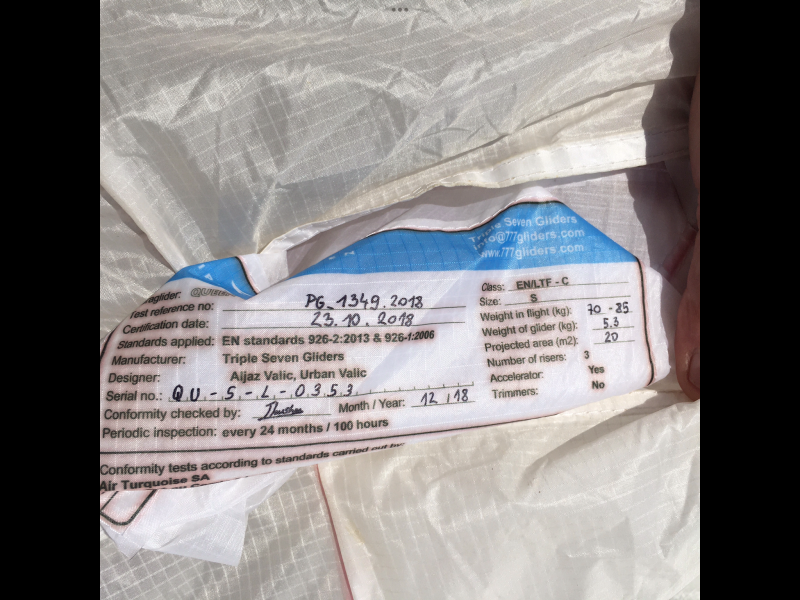 Triple Seven Gliders
info@777gliders.com
www.777gliders.com
Class: EN/LTF - C
Size: S
Weight in flight (kg): 70 - 85
Weight of glider (kg): 5.3
Projected area (m2): 20
Number of risers: 3
Accelerator: Yes
Trimmers: No
Test reference no: PG_1349.2018
Certification date: 23.10.2018
Standards applied: EN standards 926-2:2013 & 926-1:2006
Manufacturer: Triple Seven Gliders
Designer: Aljaz Valic, Urban Valic
Serial no.: QU-S-L-0353
Conformity checked by: Month / Year: 12/18
Periodic inspection: every 24 months / 100 hours
Conformity tests according to standards carried out by
Air Turquoise SA